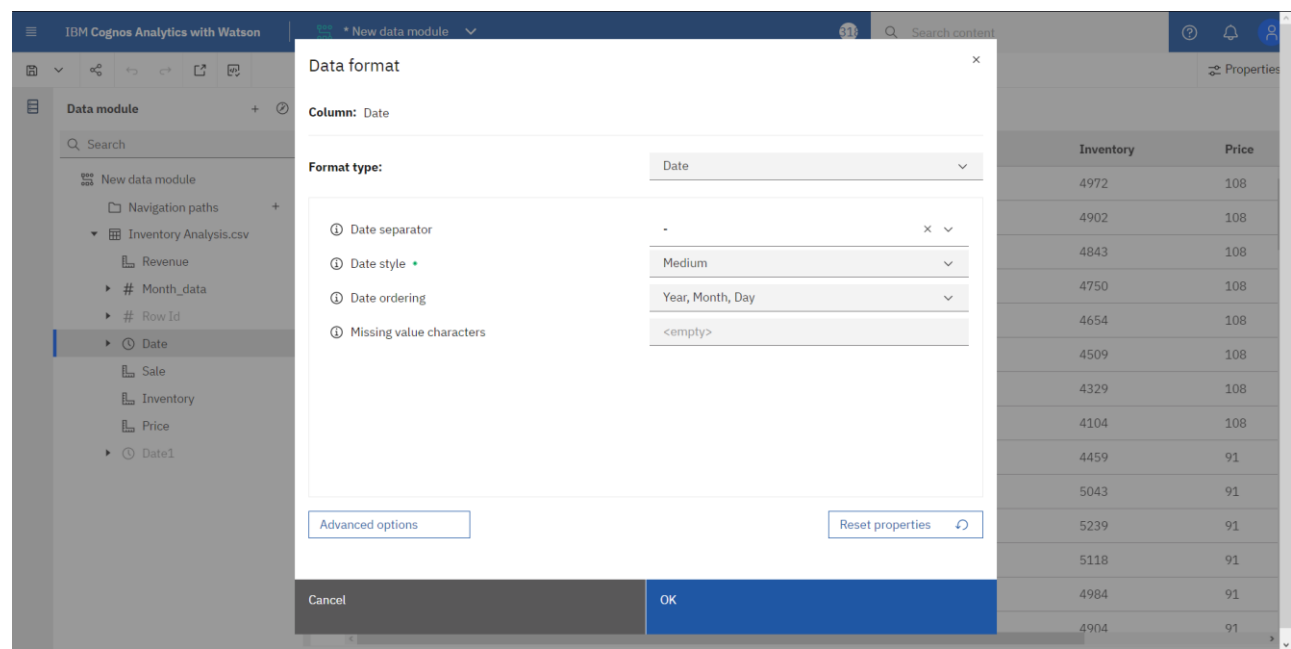 IBM Cognos Analytics with Watson
* New data module
Search content
Properties
Data module
Search
New data module
Navigation paths
Inventory Analysis.csv
Revenue
Month_data
Row Id
Date
Sale
Inventory
Price
Date1
Data format
Column: Date
Format type: Date
Date separator -
Date style Medium
Date ordering Year, Month, Day
Missing value characters <empty>
Advanced options
Reset properties
Cancel
OK
Inventory Price
4972 108
4902 108
4843 108
4750 108
4654 108
4509 108
4329 108
4104 108
4459 91
5043 91
5239 91
5118 91
4984 91
4904 91